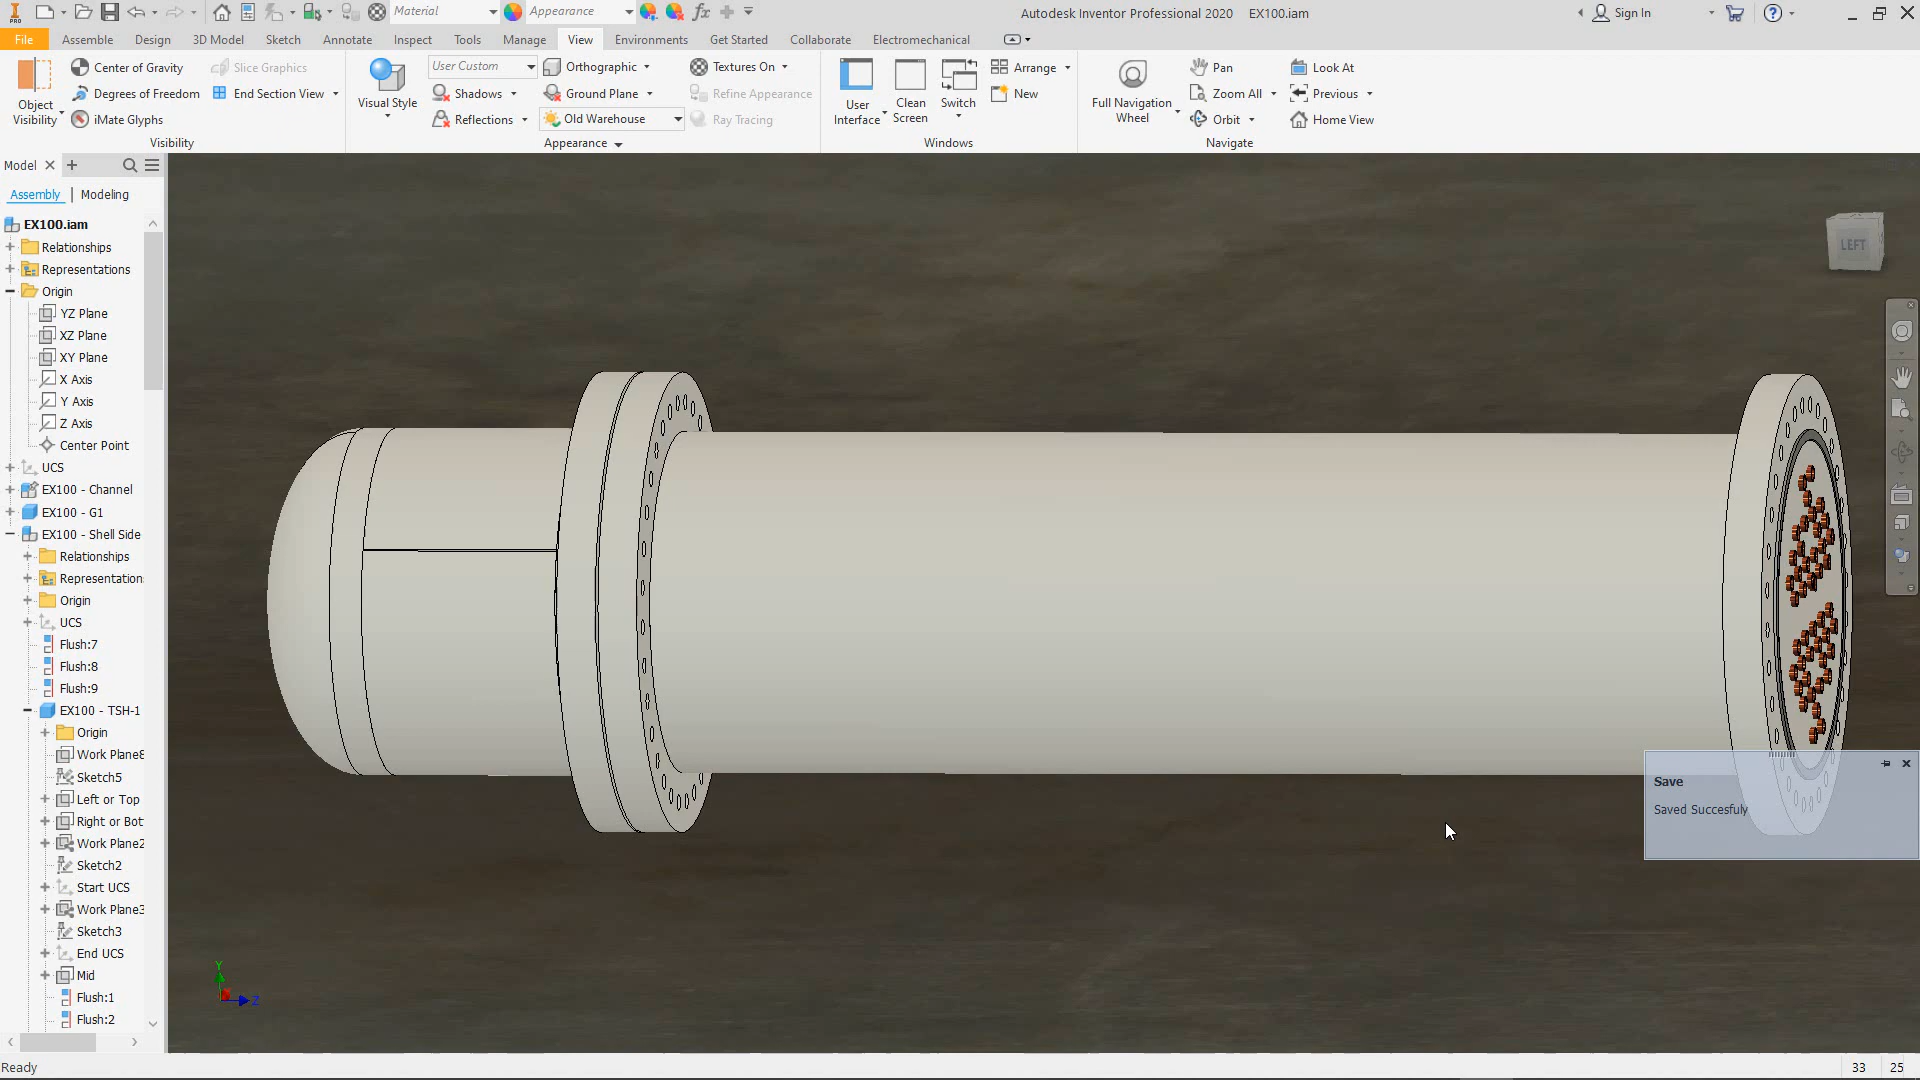 PRO
Material
Appearance
Autodesk Inventor Professional 2020 EX100.iam
Sign In
File Assemble Design 3D Model Sketch Annotate Inspect Tools Manage View Environments Get Started Collaborate Electromechanical
Object Visibility
Center of Gravity
Degrees of Freedom
iMate Glyphs
Slice Graphics
End Section View
Visibility
Visual Style
User Custom
Shadows
Reflections
Orthographic
Ground Plane
Old Warehouse
Textures On
Refine Appearance
Ray Tracing
Appearance
User Interface
Clean Screen
Switch
Arrange
New
Windows
Full Navigation Wheel
Pan
Zoom All
Orbit
Look At
Previous
Home View
Navigate
Model
Assembly | Modeling
EX100.iam
Relationships
Representations
Origin
YZ Plane
XZ Plane
XY Plane
X Axis
Y Axis
Z Axis
Center Point
UCS
EX100 - Channel
EX100 - G1
EX100 - Shell Side
Relationships
Representation
Origin
UCS
Flush:7
Flush:8
Flush:9
EX100 - TSH-1
Origin
Work Plane8
Sketch5
Left or Top
Right or Bot
Work Plane2
Sketch2
Start UCS
Work Plane3
Sketch3
End UCS
Mid
Flush:1
Flush:2
LEFT
Save
Saved Succesfuly
Y
Z
Ready
33 25